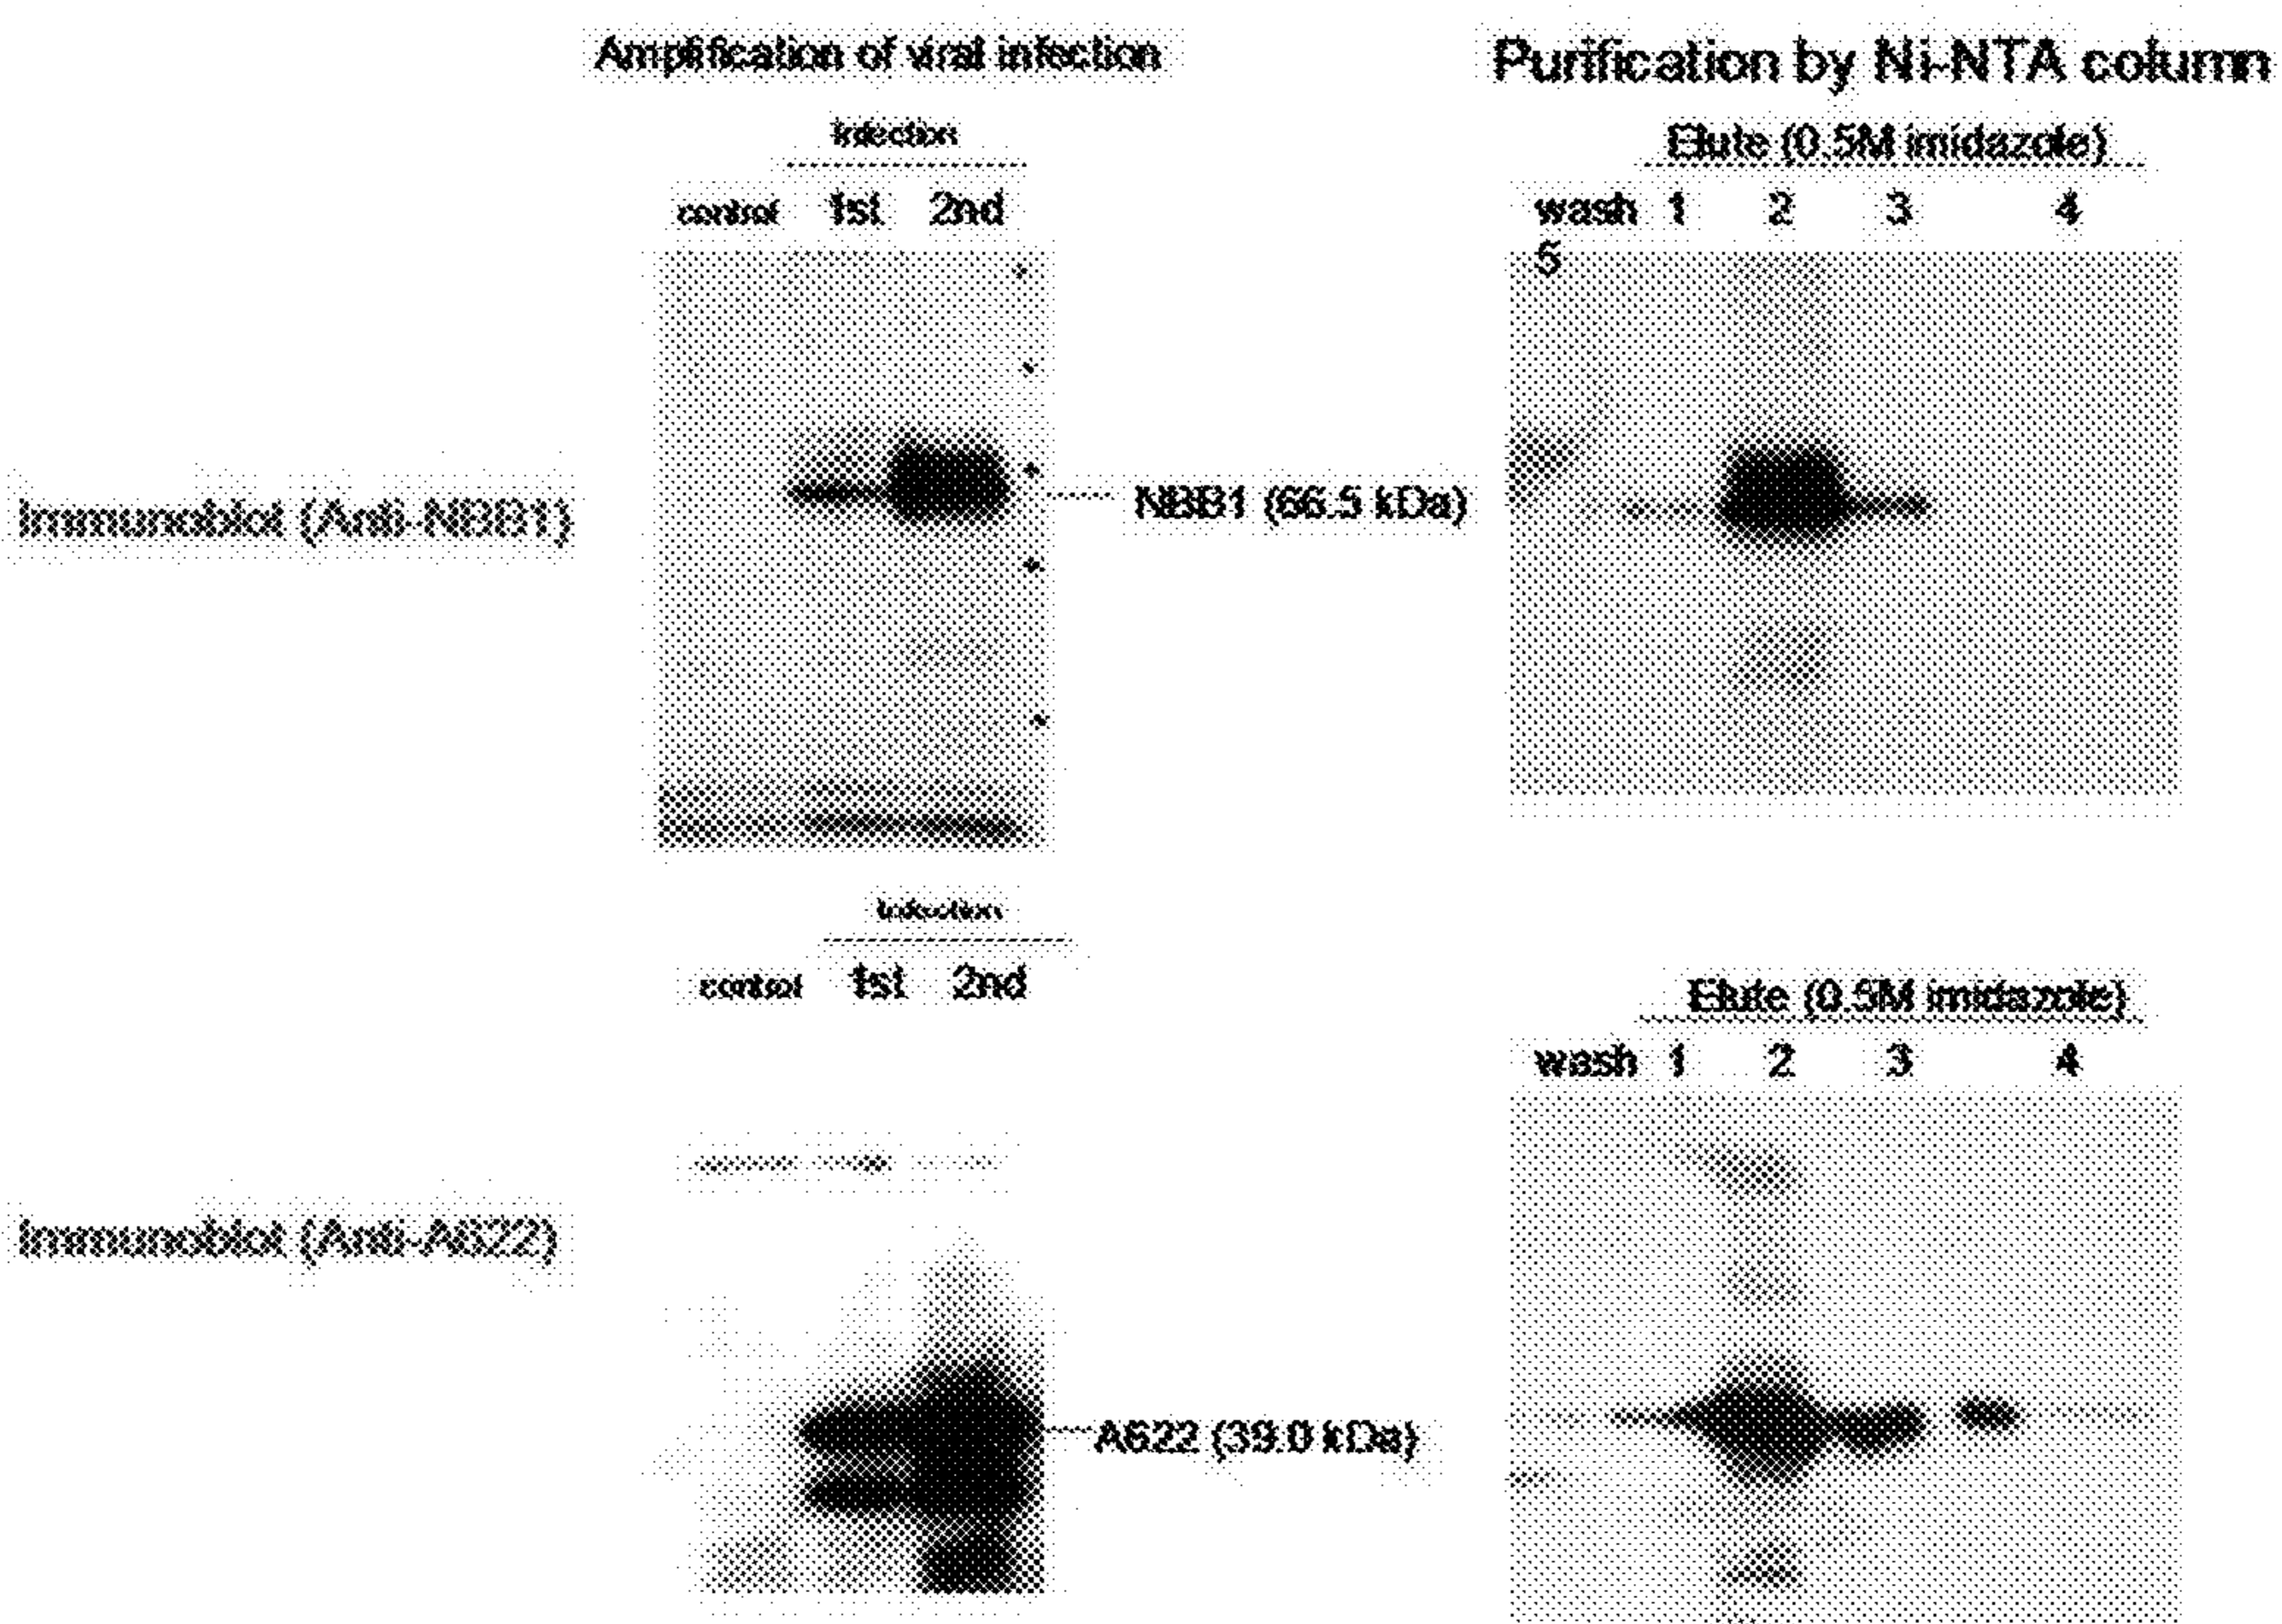 Amplification of viral infection
Purification by Ni-NTA column
Infection
Elute (0.5M imidazole)
control 1st 2nd
wash 1 2 3 4
5
Immunoblot (Anti-NBB1)
NBB1 (66.5 kDa)
Infection
control 1st 2nd
Elute (0.5M imidazole)
wash 1 2 3 4
Immunoblot (Anti-A622)
A622 (39.0 kDa)